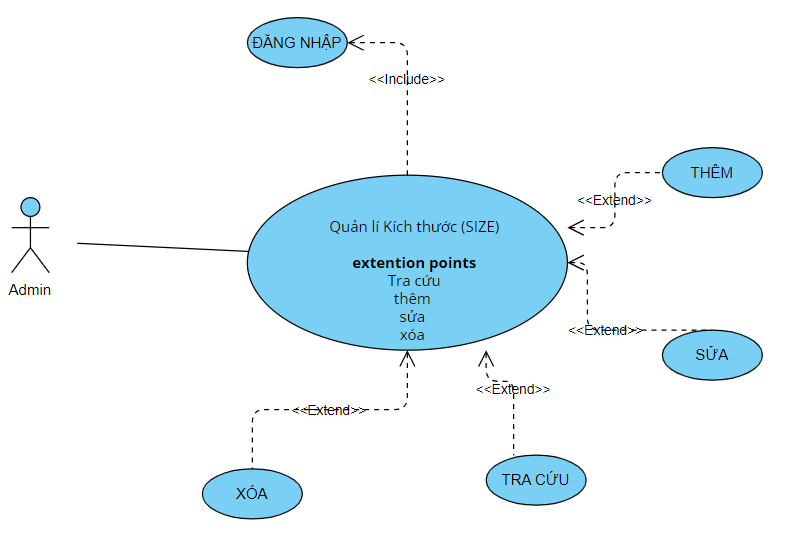 ĐĂNG NHẬP
<<Include>>
THÊM
<<Extend>>
Quản lí Kích thước (SIZE)
extention points
Tra cứu
thêm
sửa
xóa
Admin
<<Extend>>
SỬA
<<Extend>>
<<Extend>>
TRA CỨU
XÓA